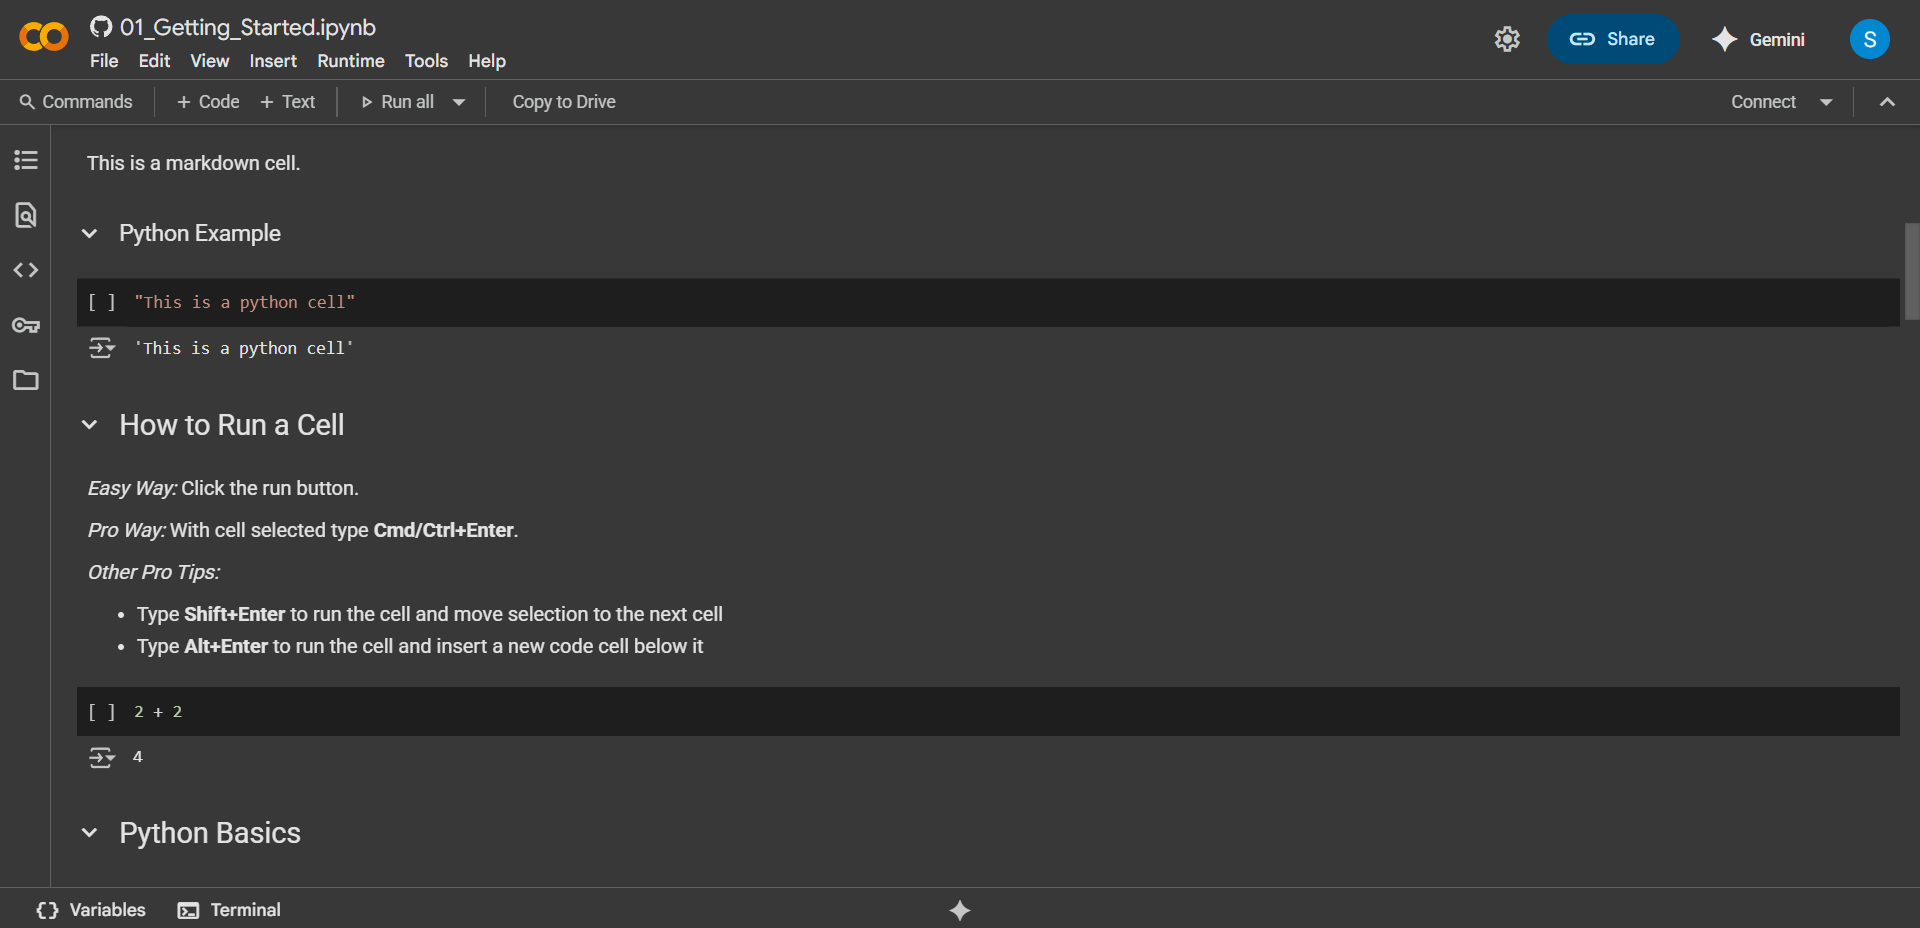 01_Getting_Started.ipynb
File Edit View Insert Runtime Tools Help
Share
Gemini
S
Commands
+ Code + Text
Run all
Copy to Drive
Connect
This is a markdown cell.
Python Example
[ ] "This is a python cell"
'This is a python cell'
How to Run a Cell
Easy Way: Click the run button.
Pro Way: With cell selected type Cmd/Ctrl+Enter.
Other Pro Tips:
• Type Shift+Enter to run the cell and move selection to the next cell
• Type Alt+Enter to run the cell and insert a new code cell below it
[ ] 2 + 2
4
Python Basics
Variables
Terminal